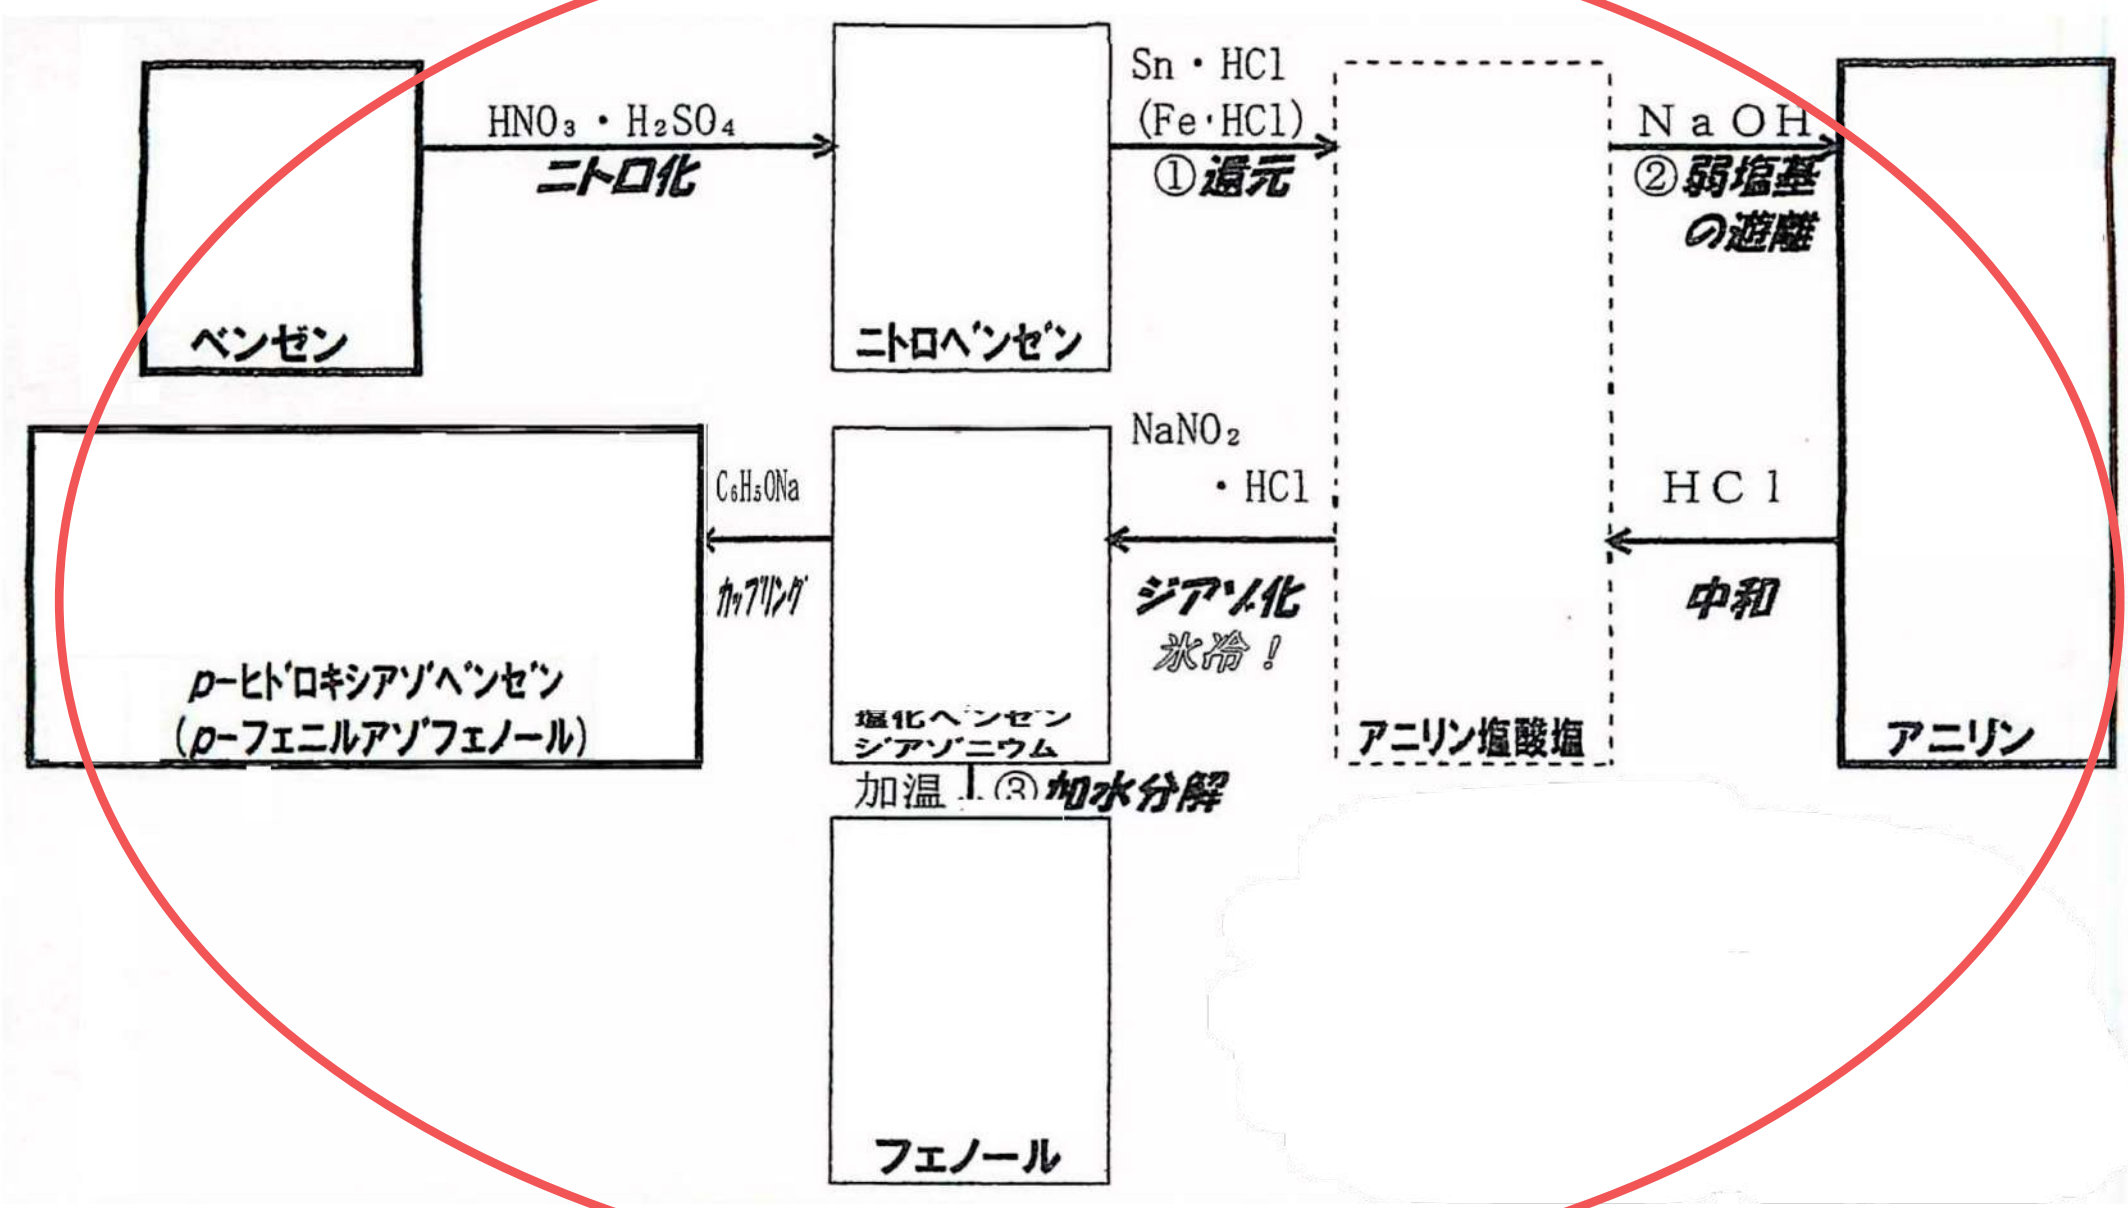 HNO₃・H₂SO₄
ニトロ化
Sn・HCl
(Fe・HCl)
①還元
NaOH
②弱塩基
の遊離
ベンゼン
ニトロベンゼン
C₆H₅ONa
カップリング
NaNO₂
・HCl
ジアゾ化
氷冷！
HCl
中和
p-ヒドロキシアゾベンゼン
(p-フェニルアゾフェノール)
塩化ベンゼン
ジアゾニウム
アニリン塩酸塩
アニリン
加温
③加水分解
フェノール